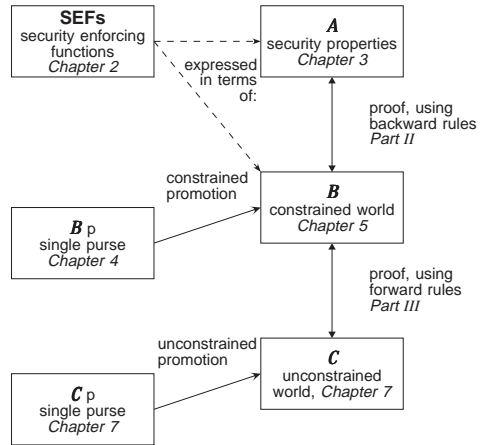 SEFs
security enforcing
functions
Chapter 2
A
security properties
Chapter 3
expressed
in terms
of:
proof, using
backward rules
Part II
constrained
promotion
B
constrained world
Chapter 5
B p
single purse
Chapter 4
proof, using
forward rules
Part III
unconstrained
promotion
C
unconstrained
world, Chapter 7
C p
single purse
Chapter 7